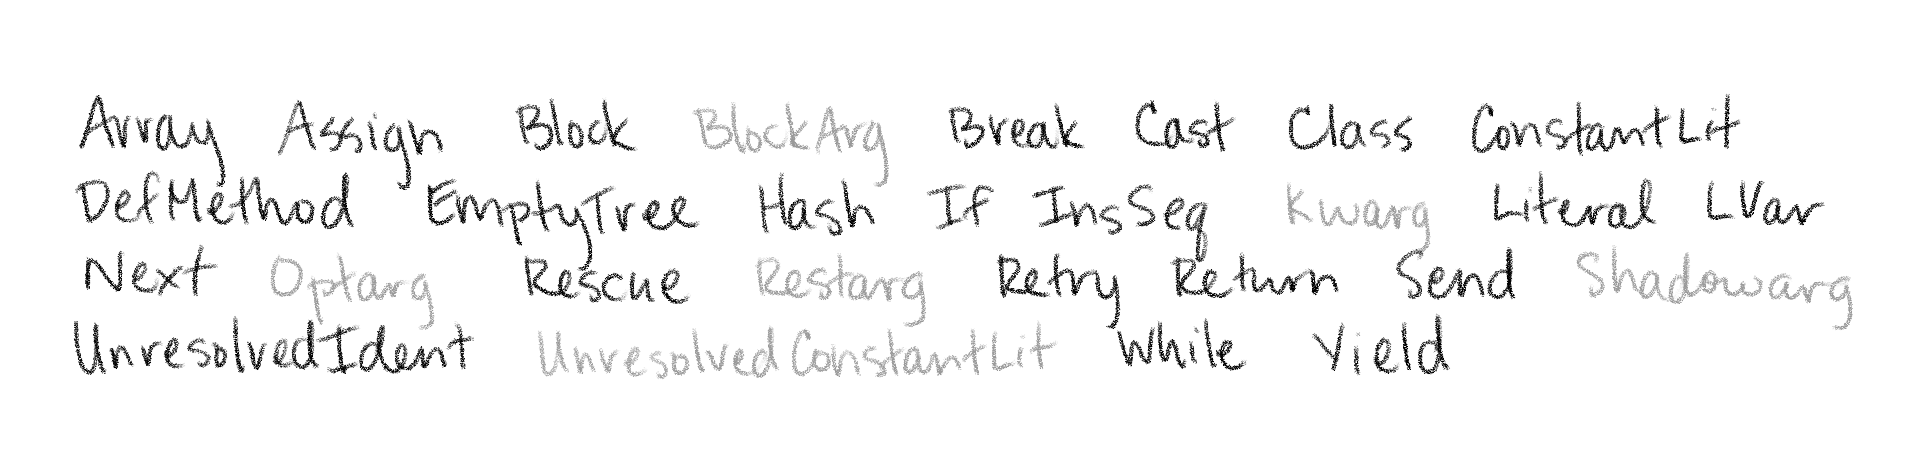 Array Assign Block BlockArg Break Cast Class ConstantLit
DefMethod EmptyTree Hash If InsSeq Kwarg Literal LVar
Next Optarg Rescue Restarg Retry Return Send Shadowarg
UnresolvedIdent UnresolvedConstantLit While Yield